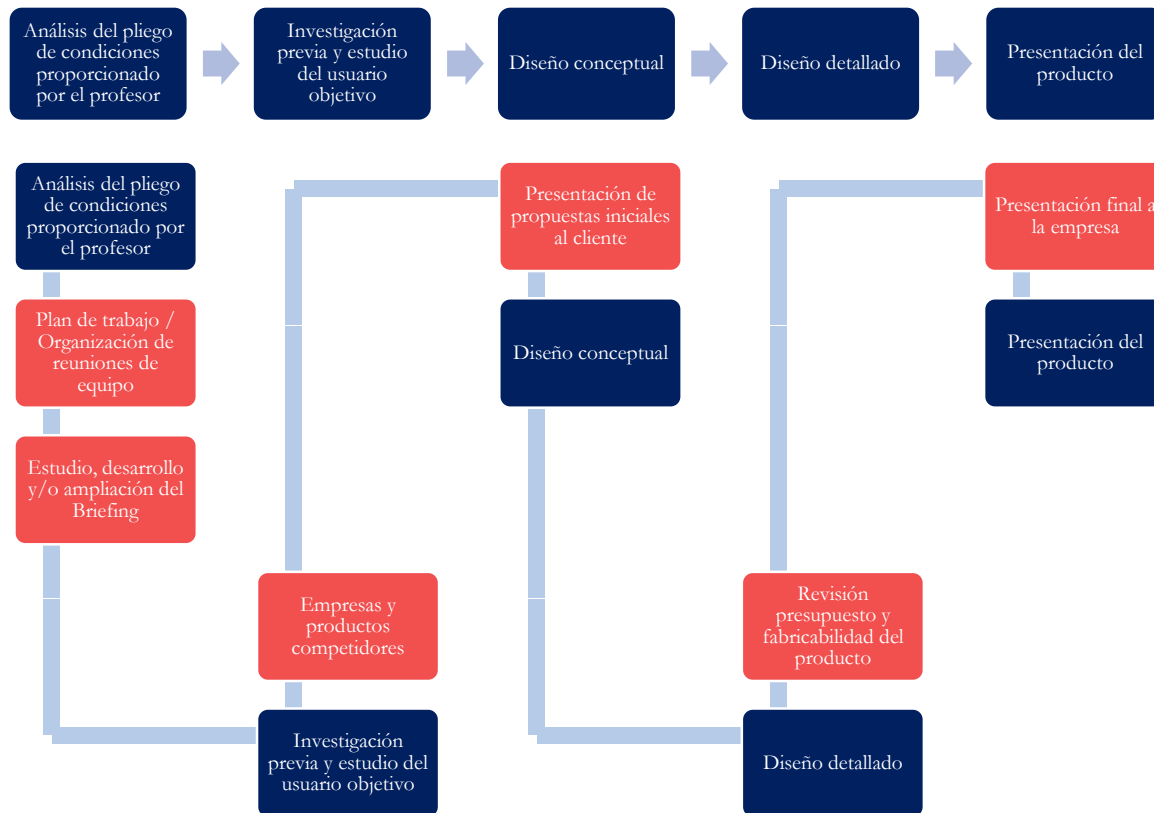 Análisis del pliego
de condiciones
proporcionado
por el profesor
Investigación
previa y estudio
del usuario
objetivo
Diseño conceptual
Diseño detallado
Presentación del
producto
Análisis del pliego
de condiciones
proporcionado por
el profesor
Plan de trabajo /
Organización de
reuniones de
equipo
Estudio, desarrollo
y/o ampliación del
Briefing
Empresas y
productos
competidores
Investigación
previa y estudio del
usuario objetivo
Presentación de
propuestas iniciales
al cliente
Diseño conceptual
Revisión
presupuesto y
fabricabilidad del
producto
Diseño detallado
Presentación final a
la empresa
Presentación del
producto